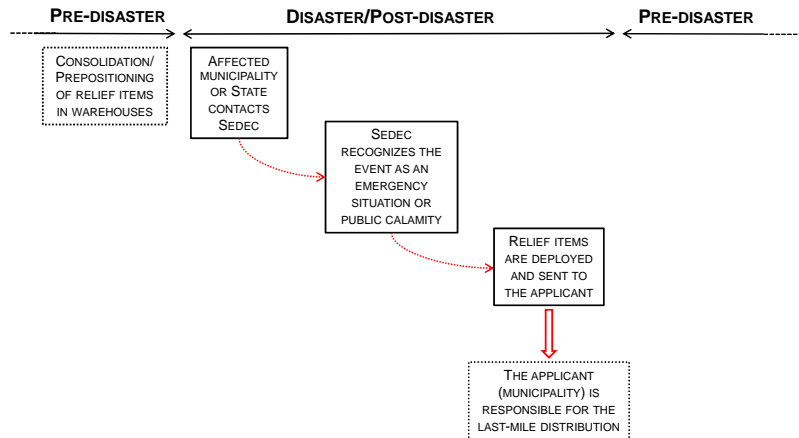 PRE-DISASTER
DISASTER/POST-DISASTER
PRE-DISASTER
CONSOLIDATION/
PREPOSITIONING
OF RELIEF ITEMS
IN WAREHOUSES
AFFECTED
MUNICIPALITY
OR STATE
CONTACTS
SEDEC
SEDEC
RECOGNIZES THE
EVENT AS AN
EMERGENCY
SITUATION OR
PUBLIC CALAMITY
RELIEF ITEMS
ARE DEPLOYED
AND SENT TO
THE APPLICANT
THE APPLICANT
(MUNICIPALITY) IS
RESPONSIBLE FOR THE
LAST-MILE DISTRIBUTION